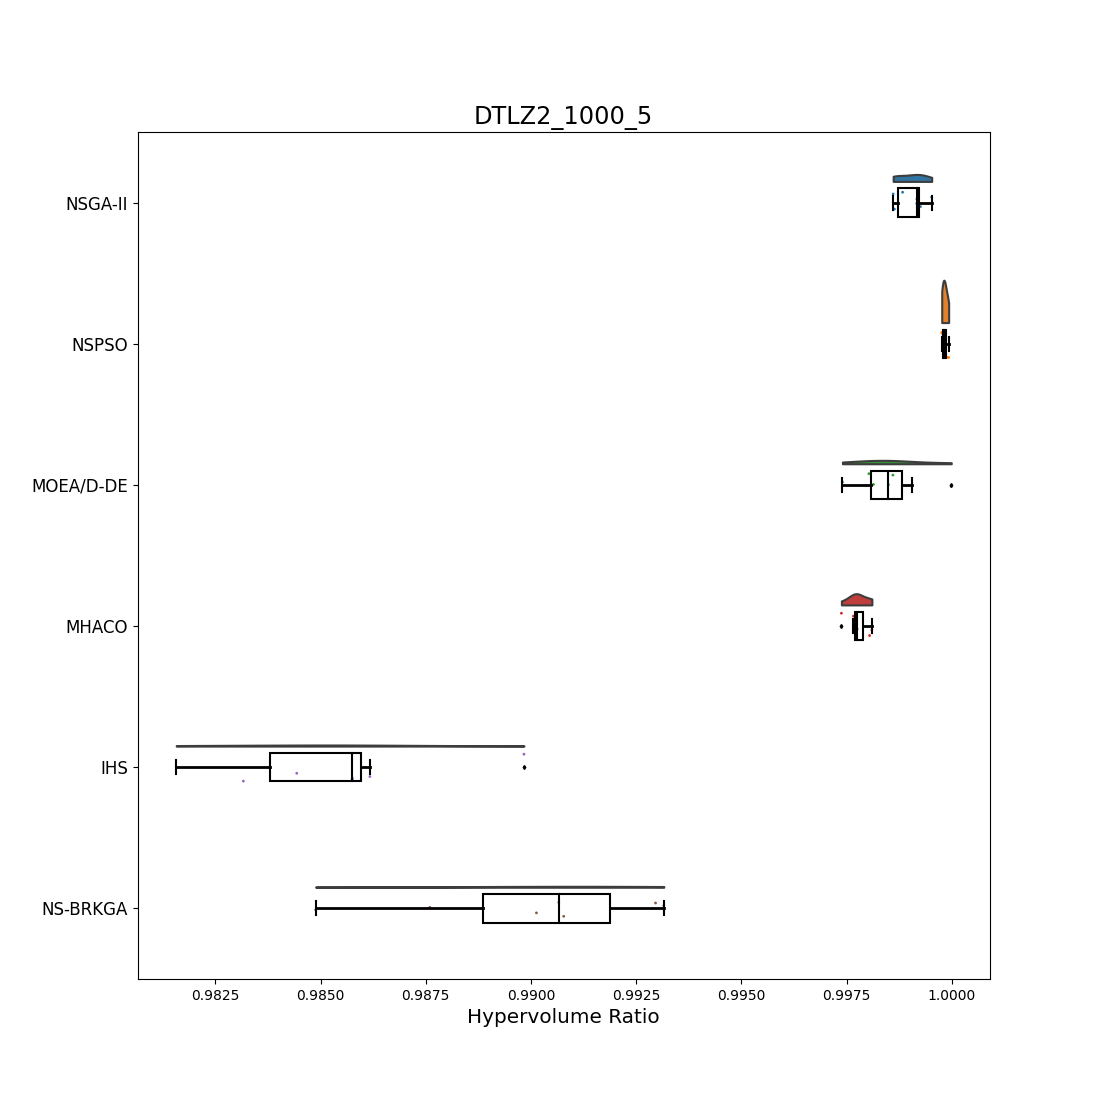 DTLZ2_1000_5
NSGA-II
NSPSO
MOEA/D-DE
MHACO
IHS
NS-BRKGA
0.9825 0.9850 0.9875 0.9900 0.9925 0.9950 0.9975 1.0000
Hypervolume Ratio